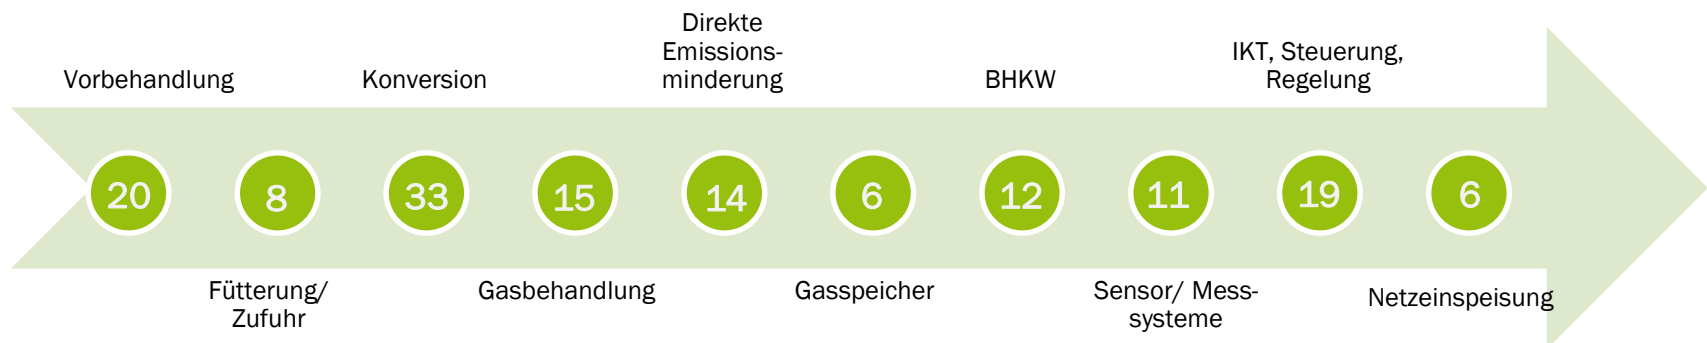 Direkte
Emissions-
minderung
IKT, Steuerung,
Regelung
Vorbehandlung
Konversion
BHKW
20
8
33
15
14
6
12
11
19
6
Fütterung/
Zufuhr
Gasbehandlung
Gasspeicher
Sensor/ Mess-
systeme
Netzeinspeisung